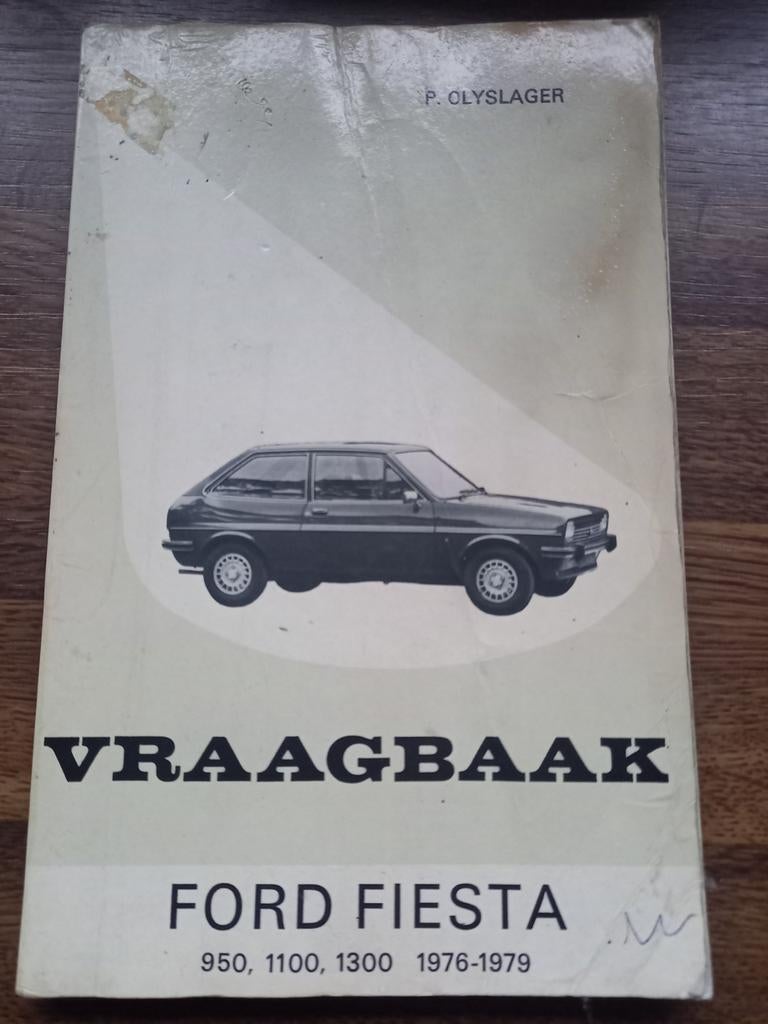 P. OLYSLAGER
VRAAGBAAK
FORD FIESTA
950, 1100, 1300 1976-1979